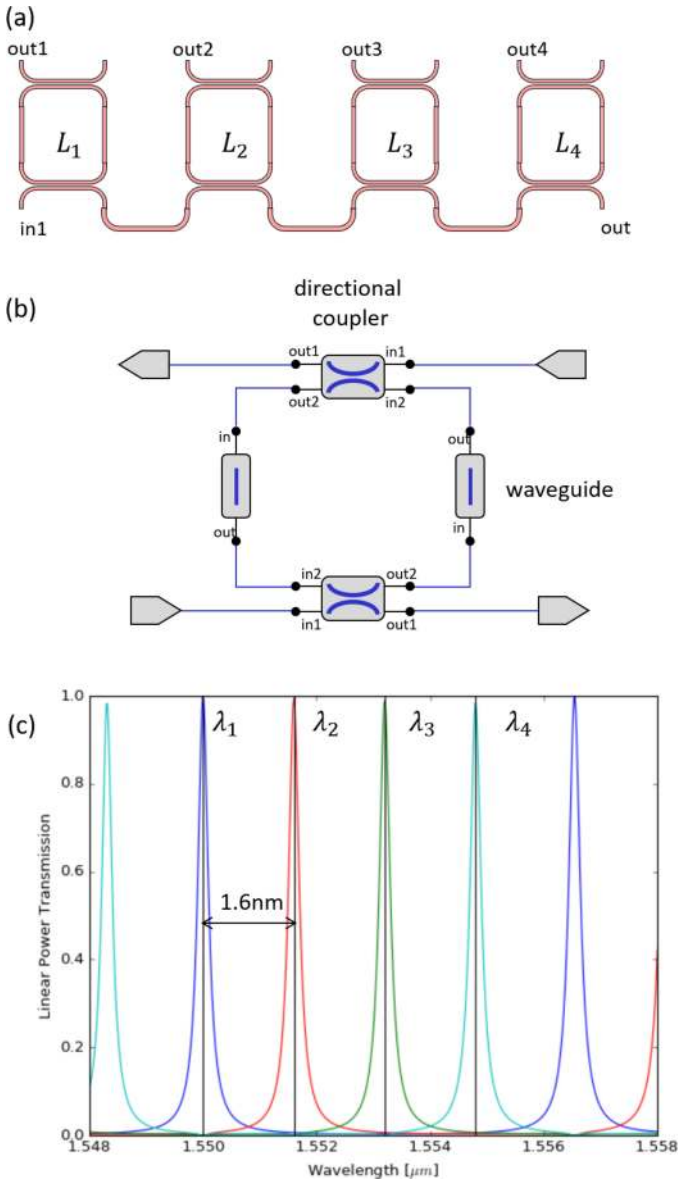 (a)
out1 out2 out3 out4
L₁ L₂ L₃ L₄
in1 out
(b)
directional
coupler
out1 in1
out2 in2
in out
waveguide
out in
in2 out2
in1 out1
(c)
λ₁ λ₂ λ₃ λ₄
1.6nm
Linear Power Transmission
1.0
0.8
0.6
0.4
0.2
0.0
1.548 1.550 1.552 1.554 1.556 1.558
Wavelength [μm]